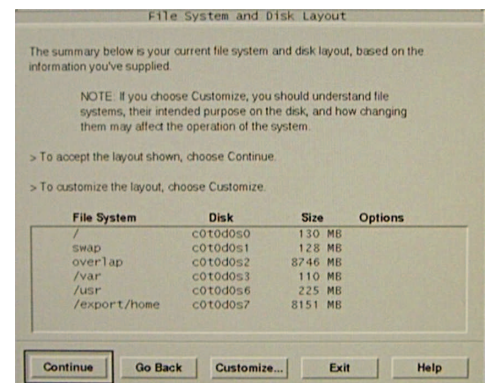 File System and Disk Layout
The summary below is your current file system and disk layout, based on the
information you've supplied.
NOTE: If you choose Customize, you should understand file
systems, their intended purpose on the disk, and how changing
them may affect the operation of the system.
> To accept the layout shown, choose Continue.
> To customize the layout, choose Customize.
File System Disk Size Options
/ c0t0d0s0 130 MB
swap c0t0d0s1 128 MB
overlap c0t0d0s2 8746 MB
/var c0t0d0s3 110 MB
/usr c0t0d0s6 225 MB
/export/home c0t0d0s7 8151 MB
Continue Go Back Customize... Exit Help